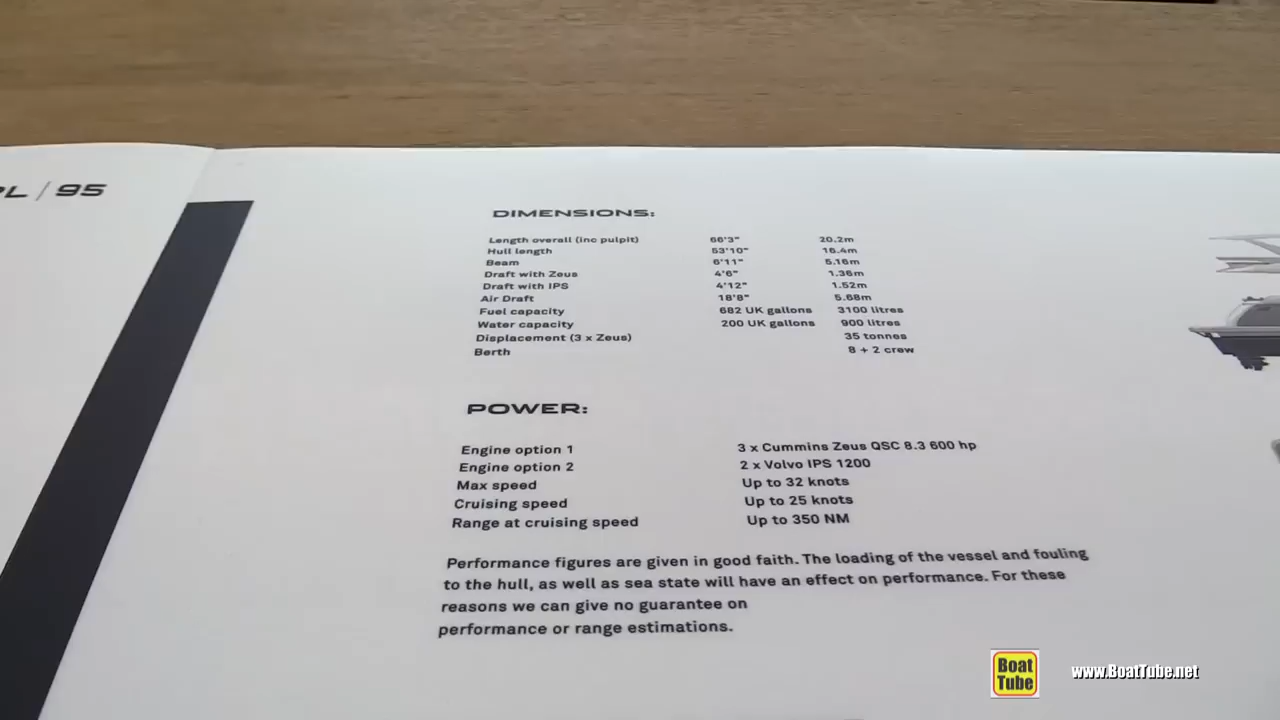 PL / 95
DIMENSIONS:
Length overall (inc pulpit) 66'3" 20.2m
Hull length 53'10" 16.4m
Beam 6'11" 5.16m
Draft with Zeus 4'6" 1.36m
Draft with IPS 4'12" 1.52m
Air Draft 18'8" 5.68m
Fuel capacity 682 UK gallons 3100 litres
Water capacity 200 UK gallons 900 litres
Displacement (3 x Zeus) 35 tonnes
Berth 8 + 2 crew
POWER:
Engine option 1 3 x Cummins Zeus QSC 8.3 600 hp
Engine option 2 2 x Volvo IPS 1200
Max speed Up to 32 knots
Cruising speed Up to 25 knots
Range at cruising speed Up to 350 NM
Performance figures are given in good faith. The loading of the vessel and fouling
to the hull, as well as sea state will have an effect on performance. For these
reasons we can give no guarantee on
performance or range estimations.
Boat
Tube
www.BoatTube.net